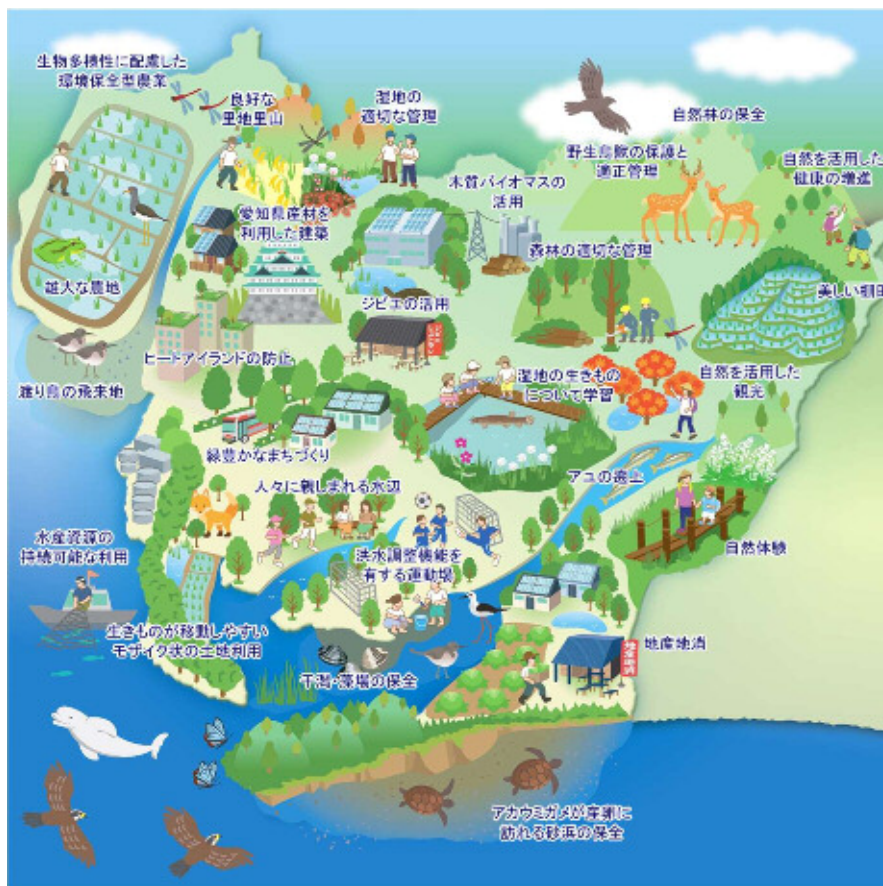 生物多様性に配慮した
環境保全型農業
良好な
里地里山
湿地の
適切な管理
自然林の保全
野生鳥獣の保護と
適正管理
自然を活用した
健康の増進
木質バイオマスの
活用
愛知県産材を
利用した建築
森林の適切な管理
雄大な農地
ジビエの活用
美しい棚田
ヒートアイランドの防止
渡り鳥の飛来地
湿地の生きもの
について学習
自然を活用した
観光
緑豊かなまちづくり
アユの遡上
人々に親しまれる水辺
水産資源の
持続可能な利用
洪水調整機能を
有する運動場
自然体験
生きものが移動しやすい
モザイク状の土地利用
地産地消
地産地消
干潟・藻場の保全
アカウミガメが産卵に
訪れる砂浜の保全